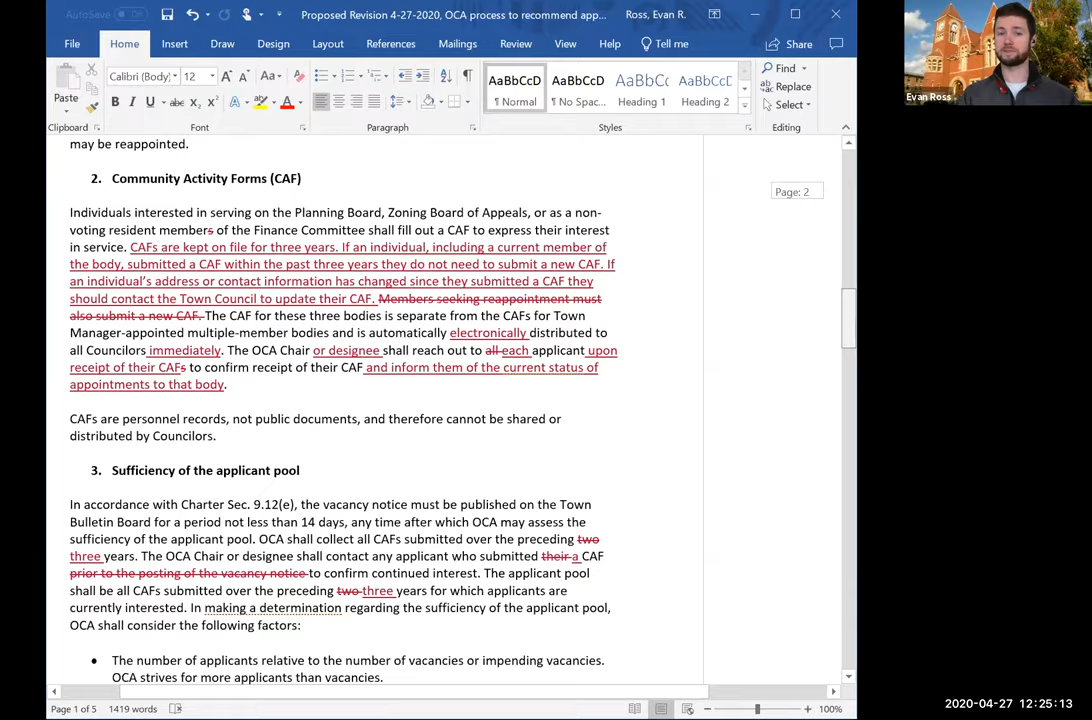 AutoSave Off
Proposed Revision 4-27-2020, OCA process to recommend app...
Ross, Evan R.
File Home Insert Draw Design Layout References Mailings Review View Help Tell me Share
Calibri (Body) 12 A A Aa
Paste
B I U abc x₂ x² A A
AaBbCcD AaBbCcD AaBbCc AaBbCcD
¶ Normal ¶ No Spac... Heading 1 Heading 2
Find
Replace
Select
Clipboard Font Paragraph Styles Editing
may be reappointed.
2. Community Activity Forms (CAF)
Page: 2
Individuals interested in serving on the Planning Board, Zoning Board of Appeals, or as a non-
voting resident members of the Finance Committee shall fill out a CAF to express their interest
in service. CAFs are kept on file for three years. If an individual, including a current member of
the body, submitted a CAF within the past three years they do not need to submit a new CAF. If
an individual's address or contact information has changed since they submitted a CAF they
should contact the Town Council to update their CAF. Members seeking reappointment must
also submit a new CAF. The CAF for these three bodies is separate from the CAFs for Town
Manager-appointed multiple-member bodies and is automatically electronically distributed to
all Councilors immediately. The OCA Chair or designee shall reach out to all each applicant upon
receipt of their CAFs to confirm receipt of their CAF and inform them of the current status of
appointments to that body.
CAFs are personnel records, not public documents, and therefore cannot be shared or
distributed by Councilors.
3. Sufficiency of the applicant pool
In accordance with Charter Sec. 9.12(e), the vacancy notice must be published on the Town
Bulletin Board for a period not less than 14 days, any time after which OCA may assess the
sufficiency of the applicant pool. OCA shall collect all CAFs submitted over the preceding two
three years. The OCA Chair or designee shall contact any applicant who submitted their a CAF
prior to the posting of the vacancy notice to confirm continued interest. The applicant pool
shall be all CAFs submitted over the preceding two three years for which applicants are
currently interested. In making a determination regarding the sufficiency of the applicant pool,
OCA shall consider the following factors:
• The number of applicants relative to the number of vacancies or impending vacancies.
OCA strives for more applicants than vacancies.
Page 1 of 5 1419 words 100%
Evan Ross
2020-04-27 12:25:13